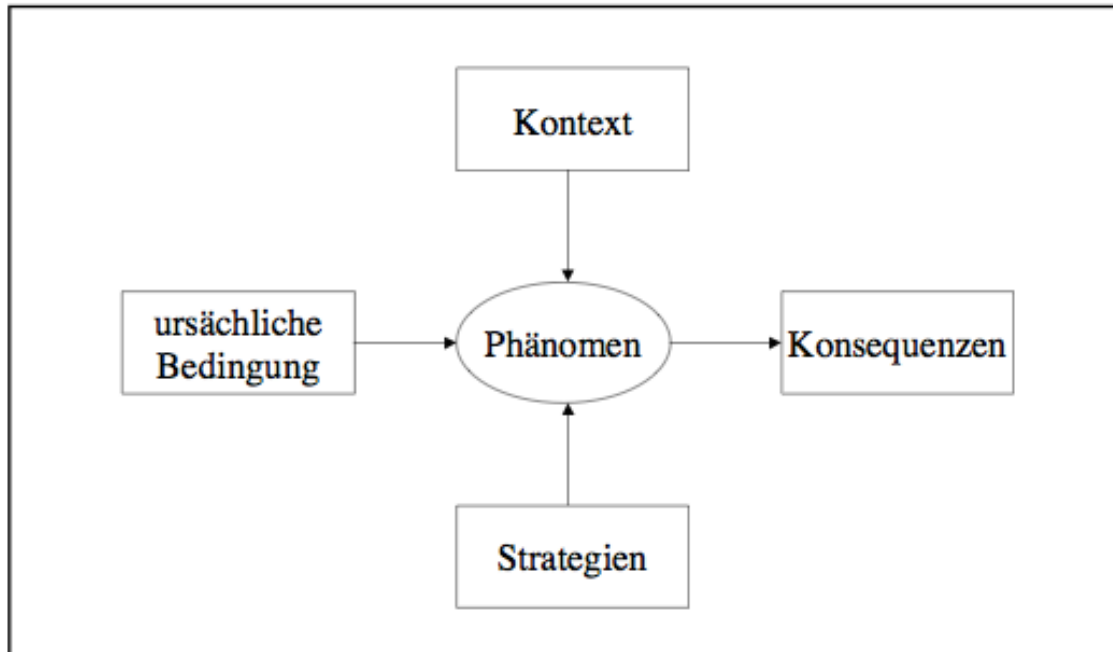 Kontext
ursächliche
Bedingung
Phänomen
Konsequenzen
Strategien